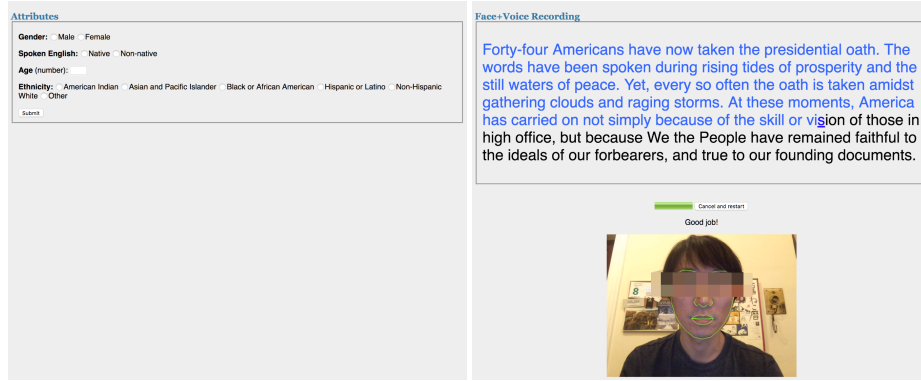 Attributes
Gender: Male Female
Spoken English: Native Non-native
Age (number):
Ethnicity: American Indian Asian and Pacific Islander Black or African American Hispanic or Latino Non-Hispanic
White Other
Submit
Face+Voice Recording
Forty-four Americans have now taken the presidential oath. The
words have been spoken during rising tides of prosperity and the
still waters of peace. Yet, every so often the oath is taken amidst
gathering clouds and raging storms. At these moments, America
has carried on not simply because of the skill or vision of those in
high office, but because We the People have remained faithful to
the ideals of our forbearers, and true to our founding documents.
Cancel and restart
Good job!
8